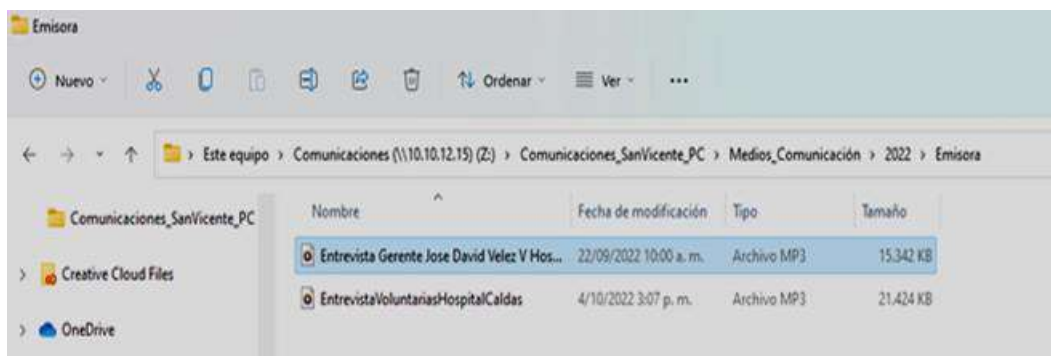 Emisora
Nuevo Ordenar Ver ...
Este equipo > Comunicaciones (\\10.10.12.15) (Z:) > Comunicaciones_SanVicente_PC > Medios_Comunicación > 2022 > Emisora
Comunicaciones_SanVicente_PC
Creative Cloud Files
OneDrive
Nombre Fecha de modificación Tipo Tamaño
Entrevista Gerente Jose David Velez V Hos... 22/09/2022 10:00 a. m. Archivo MP3 15.342 KB
EntrevistaVoluntariasHospitalCaldas 4/10/2022 3:07 p. m. Archivo MP3 21.424 KB